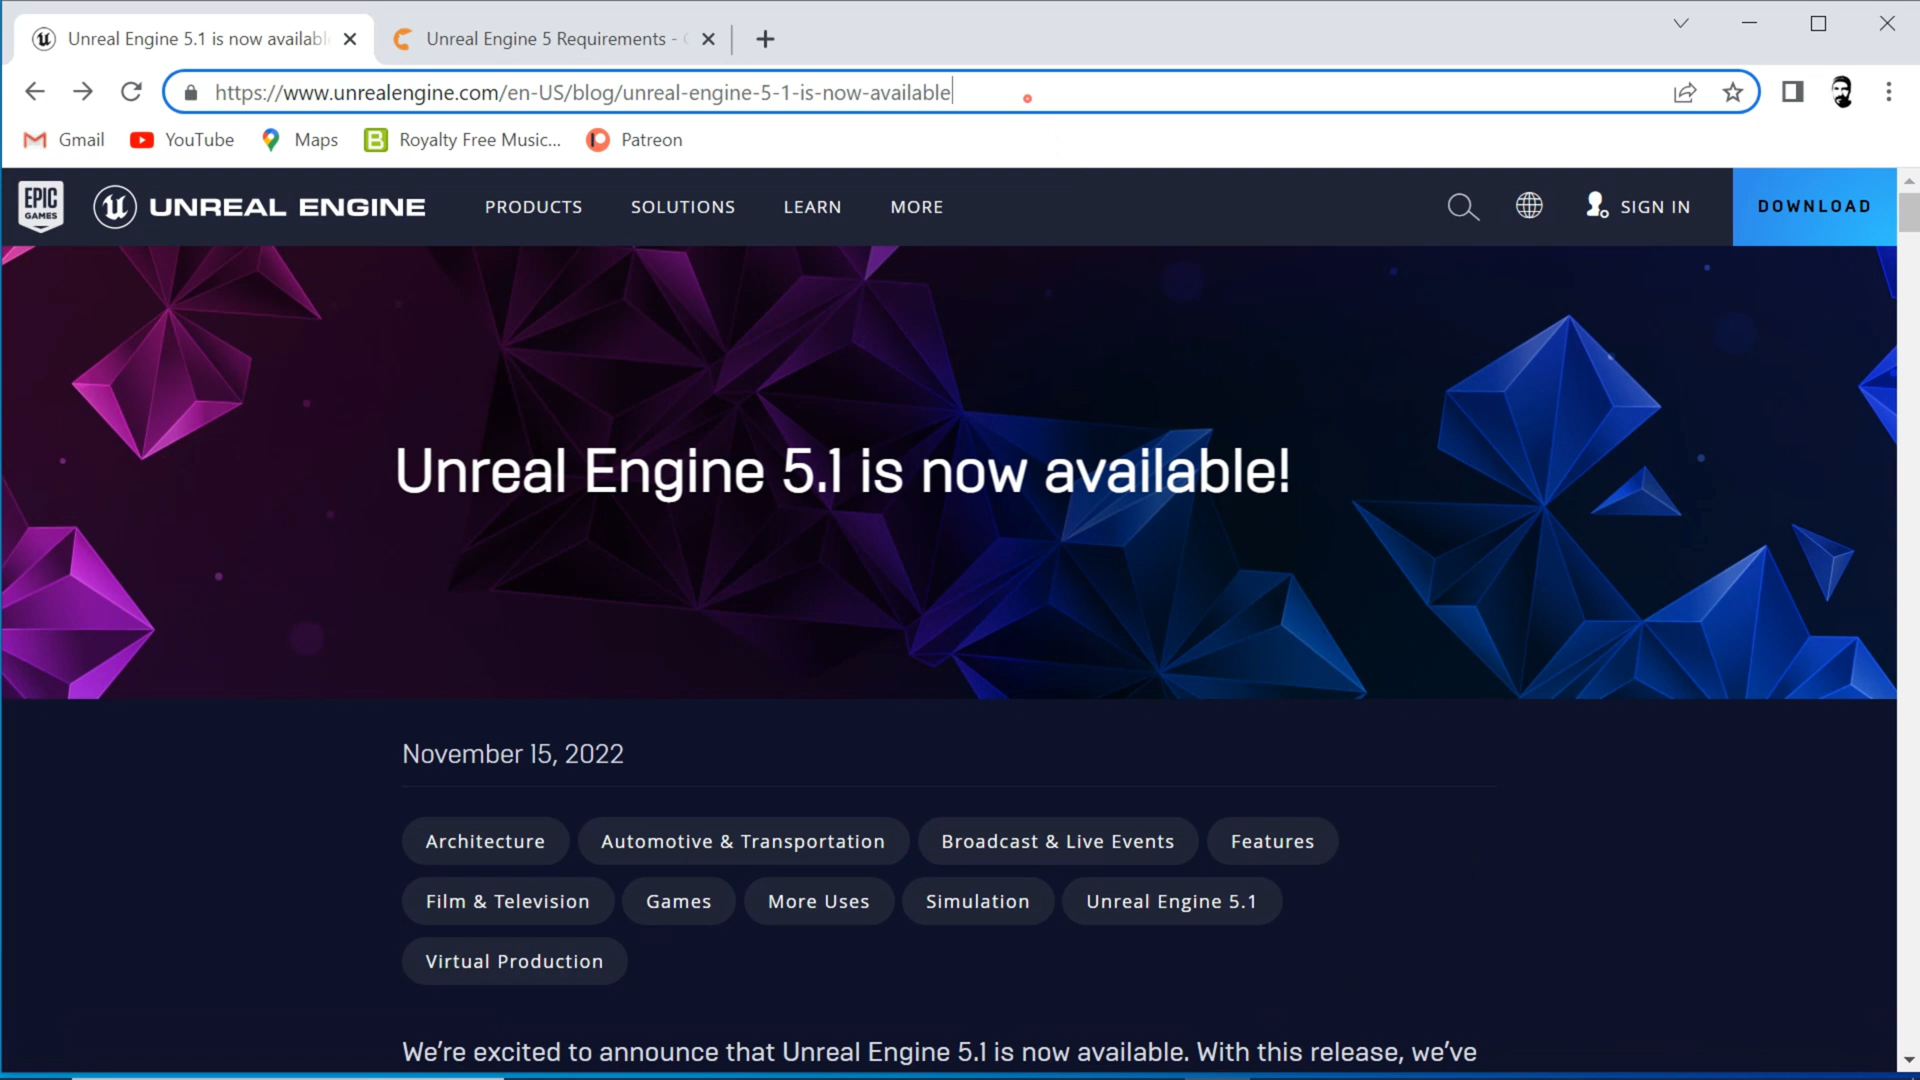 Unreal Engine 5.1 is now availabl
Unreal Engine 5 Requirements -
https://www.unrealengine.com/en-US/blog/unreal-engine-5-1-is-now-available
Gmail
YouTube
Maps
B
Royalty Free Music...
Patreon
EPIC
GAMES
UNREAL ENGINE
PRODUCTS
SOLUTIONS
LEARN
MORE
SIGN IN
DOWNLOAD
Unreal Engine 5.1 is now available!
November 15, 2022
Architecture
Automotive & Transportation
Broadcast & Live Events
Features
Film & Television
Games
More Uses
Simulation
Unreal Engine 5.1
Virtual Production
We’re excited to announce that Unreal Engine 5.1 is now available. With this release, we’ve